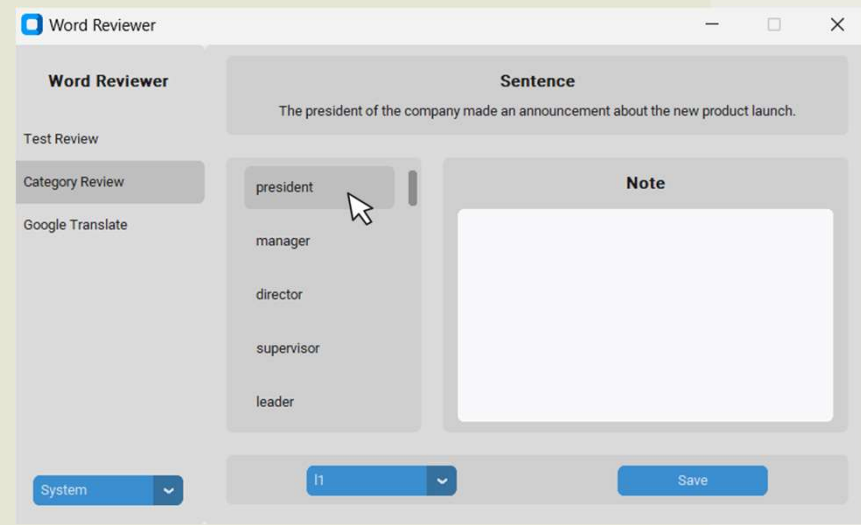 Word Reviewer
Word Reviewer
Test Review
Category Review
Google Translate
System
Sentence
The president of the company made an announcement about the new product launch.
president
manager
director
supervisor
leader
Note
l1
Save